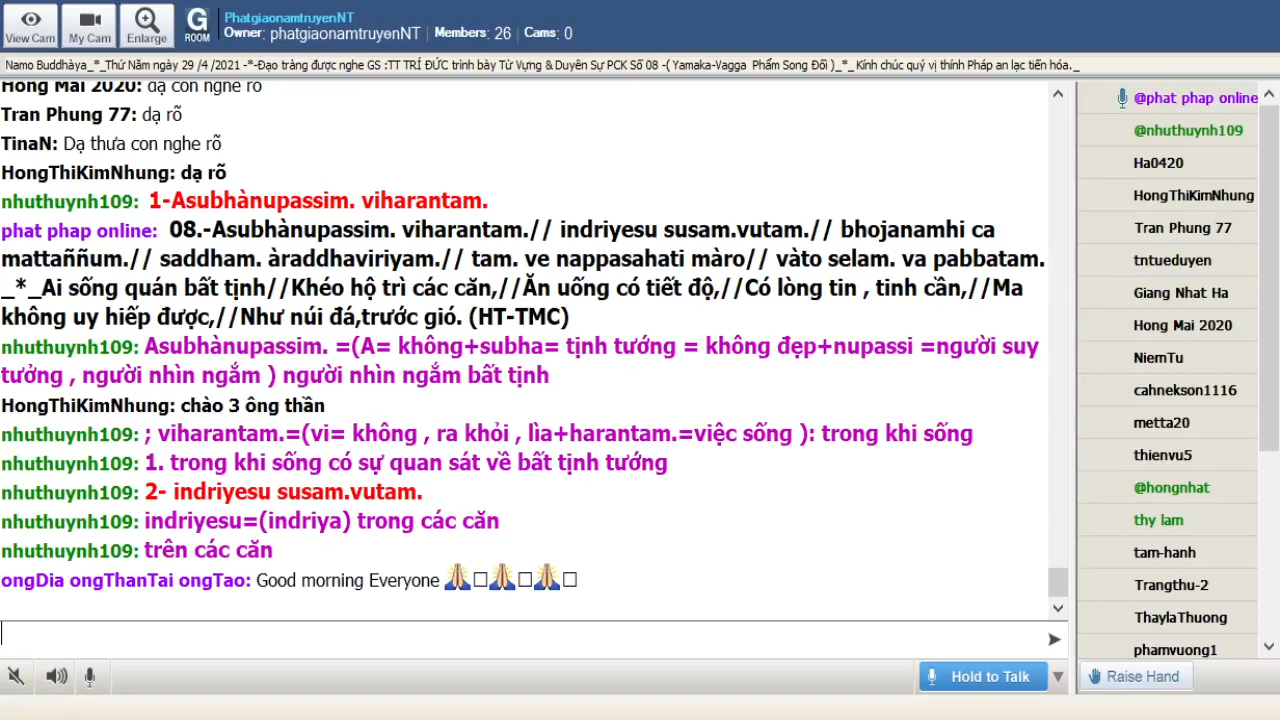 View Cam
My Cam
Enlarge
G
ROOM
PhatgiaonamtruyenNT
Owner: phatgiaonamtruyenNT | Members: 26 | Cams: 0
Namo Buddhàya_*_Thứ Năm ngày 29 /4 /2021 -*-Đạo tràng được nghe GS :TT TRÍ ĐỨC trình bày Từ Vựng & Duyên Sự PCK Số 08 -( Yamaka-Vagga Phẩm Song Đối )_*_ Kính chúc quý vị thính Pháp an lạc tiến hóa._
Hong Mai 2020: dạ con nghe rõ
Tran Phung 77: dạ rõ
TinaN: Dạ thưa con nghe rõ
HongThiKimNhung: dạ rõ
nhuthuynh109: 1-Asubhànupassim. viharantam.
phat phap online: 08.-Asubhànupassim. viharantam.// indriyesu susam.vutam.// bhojanamhi ca
mattaññum.// saddham. àraddhaviriyam.// tam. ve nappasahati màro// vàto selam. va pabbatam.
_*_Ai sống quán bất tịnh//Khéo hộ trì các căn,//Ăn uống có tiết độ,//Có lòng tin , tinh cần,//Ma
không uy hiếp được,//Như núi đá,trước gió. (HT-TMC)
nhuthuynh109: Asubhànupassim. =(A= không+subha= tịnh tướng = không đẹp+nupassi =người suy
tưởng , người nhìn ngắm ) người nhìn ngắm bất tịnh
HongThiKimNhung: chào 3 ông thần
nhuthuynh109: ; viharantam.=(vi= không , ra khỏi , lìa+harantam.=việc sống ): trong khi sống
nhuthuynh109: 1. trong khi sống có sự quan sát về bất tịnh tướng
nhuthuynh109: 2- indriyesu susam.vutam.
nhuthuynh109: indriyesu=(indriya) trong các căn
nhuthuynh109: trên các căn
ongDia ongThanTai ongTao: Good morning Everyone 🙏□🙏□🙏□
@phat phap online
@nhuthuynh109
Ha0420
HongThiKimNhung
Tran Phung 77
tntueduyen
Giang Nhat Ha
Hong Mai 2020
NiemTu
cahnekson1116
metta20
thienvu5
@hongnhat
thy lam
tam-hanh
Trangthu-2
ThaylaThuong
phamvuong1
Hold to Talk
Raise Hand